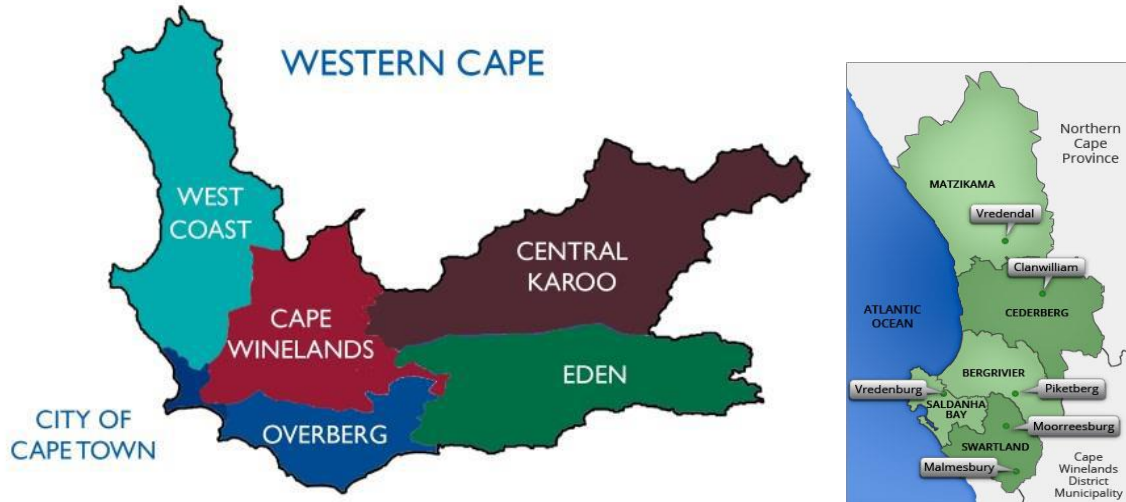 WESTERN CAPE
WEST
COAST
CENTRAL
KAROO
CAPE
WINELANDS
EDEN
OVERBERG
CITY OF
CAPE TOWN
Northern
Cape
Province
MATZIKAMA
Vredendal
Clanwilliam
CEDERBERG
ATLANTIC
OCEAN
BERGRIVIER
Vredenburg
Piketberg
SALDANHA
BAY
Moorreesburg
SWARTLAND
Malmesbury
Cape
Winelands
District
Municipality